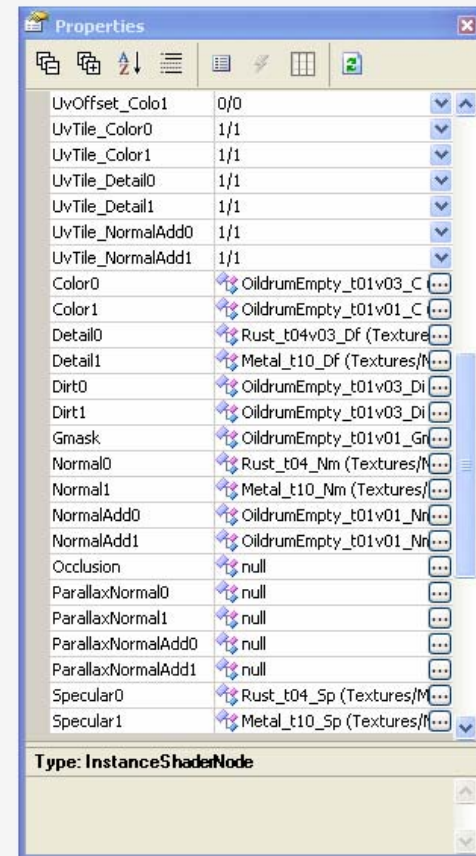 Properties
UvOffset_Colo1 0/0
UvTile_Color0 1/1
UvTile_Color1 1/1
UvTile_Detail0 1/1
UvTile_Detail1 1/1
UvTile_NormalAdd0 1/1
UvTile_NormalAdd1 1/1
Color0 OildrumEmpty_t01v03_C ...
Color1 OildrumEmpty_t01v01_C ...
Detail0 Rust_t04v03_Df (Texture ...
Detail1 Metal_t10_Df (Textures/M ...
Dirt0 OildrumEmpty_t01v03_Di ...
Dirt1 OildrumEmpty_t01v03_Di ...
Gmask OildrumEmpty_t01v01_Gm ...
Normal0 Rust_t04_Nm (Textures/M ...
Normal1 Metal_t10_Nm (Textures/ ...
NormalAdd0 OildrumEmpty_t01v01_Nm ...
NormalAdd1 OildrumEmpty_t01v01_Nm ...
Occlusion null ...
ParallaxNormal0 null ...
ParallaxNormal1 null ...
ParallaxNormalAdd0 null ...
ParallaxNormalAdd1 null ...
Specular0 Rust_t04_Sp (Textures/M ...
Specular1 Metal_t10_Sp (Textures/M ...
Type: InstanceShaderNode